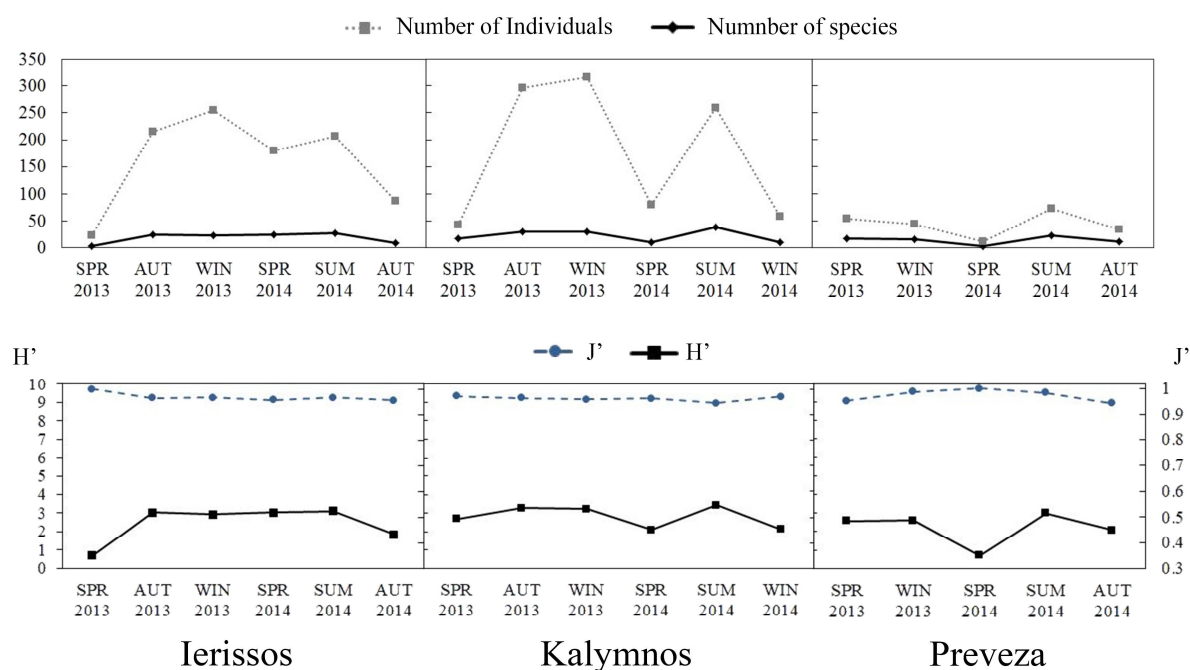 Number of Individuals Numnber of species
350
300
250
200
150
100
50
0
SPR AUT WIN SPR SUM AUT SPR AUT WIN SPR SUM WIN SPR WIN SPR SUM AUT
2013 2013 2013 2014 2014 2014 2013 2013 2013 2014 2014 2014 2013 2013 2014 2014 2014
H' J' H' J'
10 1
9 0.9
8 0.8
7 0.7
6 0.6
5 0.5
4 0.4
3 0.3
2
1
0
SPR AUT WIN SPR SUM AUT SPR AUT WIN SPR SUM WIN SPR WIN SPR SUM AUT
2013 2013 2013 2014 2014 2014 2013 2013 2013 2014 2014 2014 2013 2013 2014 2014 2014
Ierissos Kalymnos Preveza